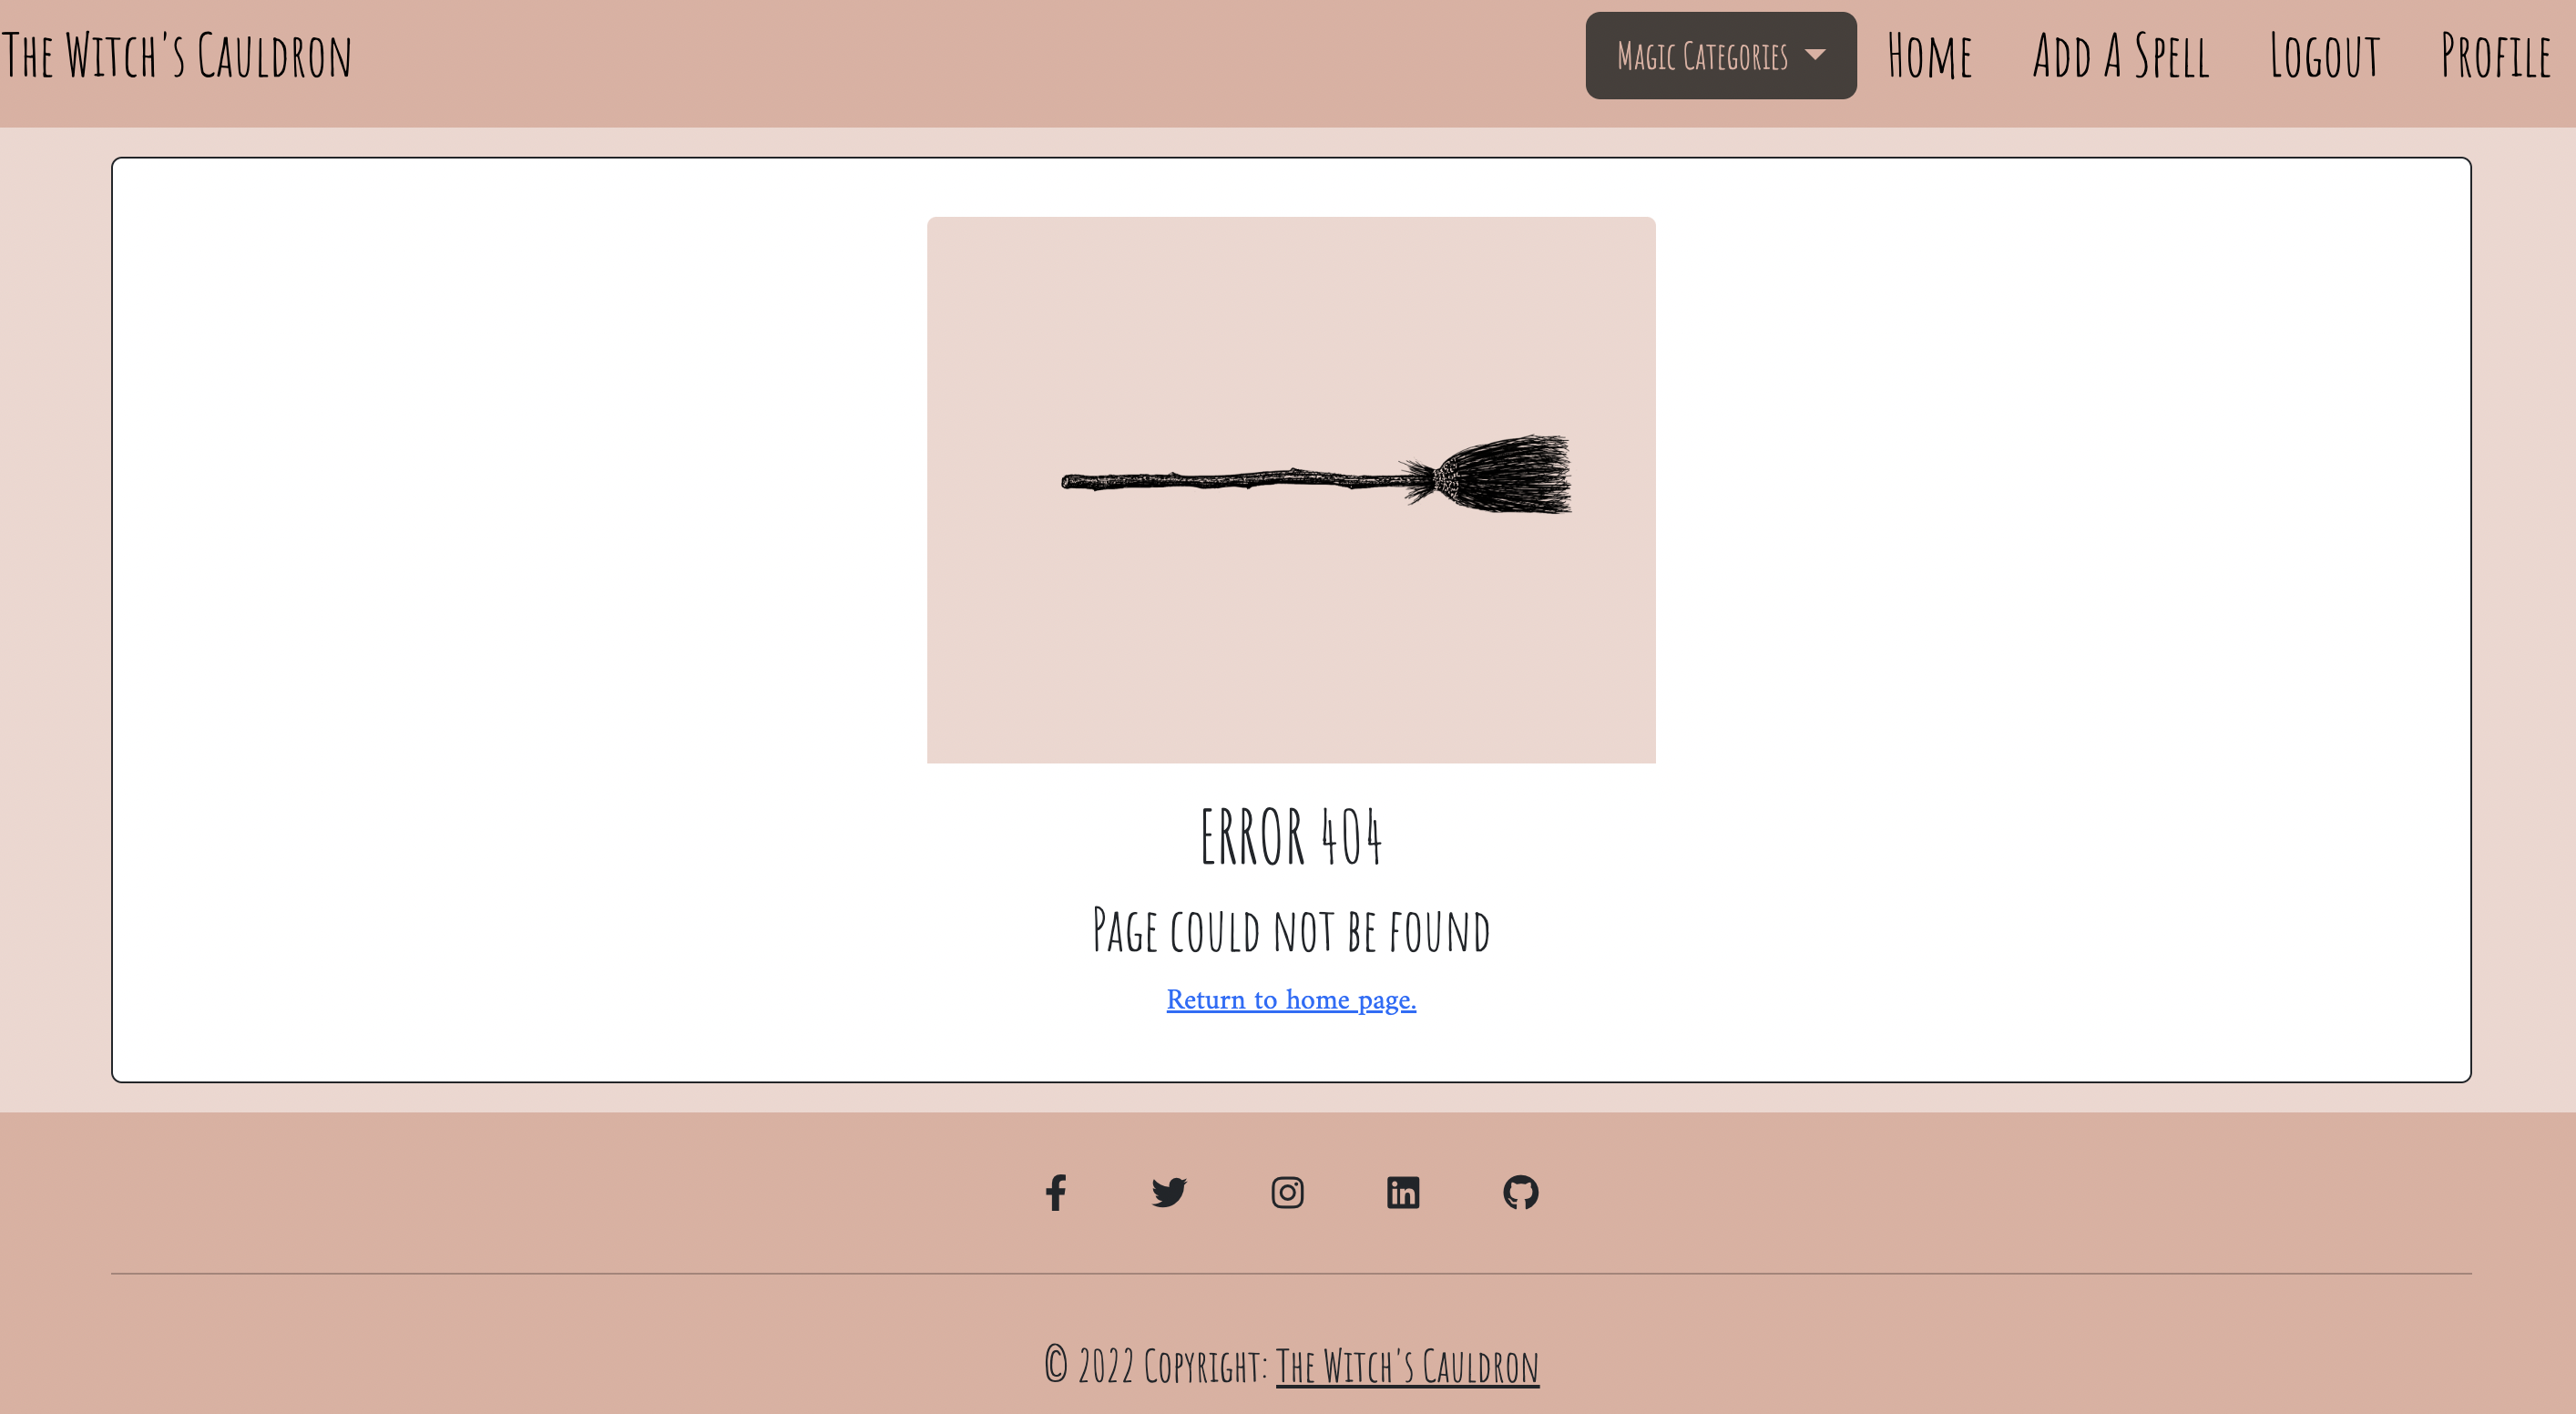 The Witch's Cauldron
Magic Categories Home Add A Spell Logout Profile
ERROR 404
Page could not be found
Return to home page.
© 2022 Copyright: The Witch's Cauldron